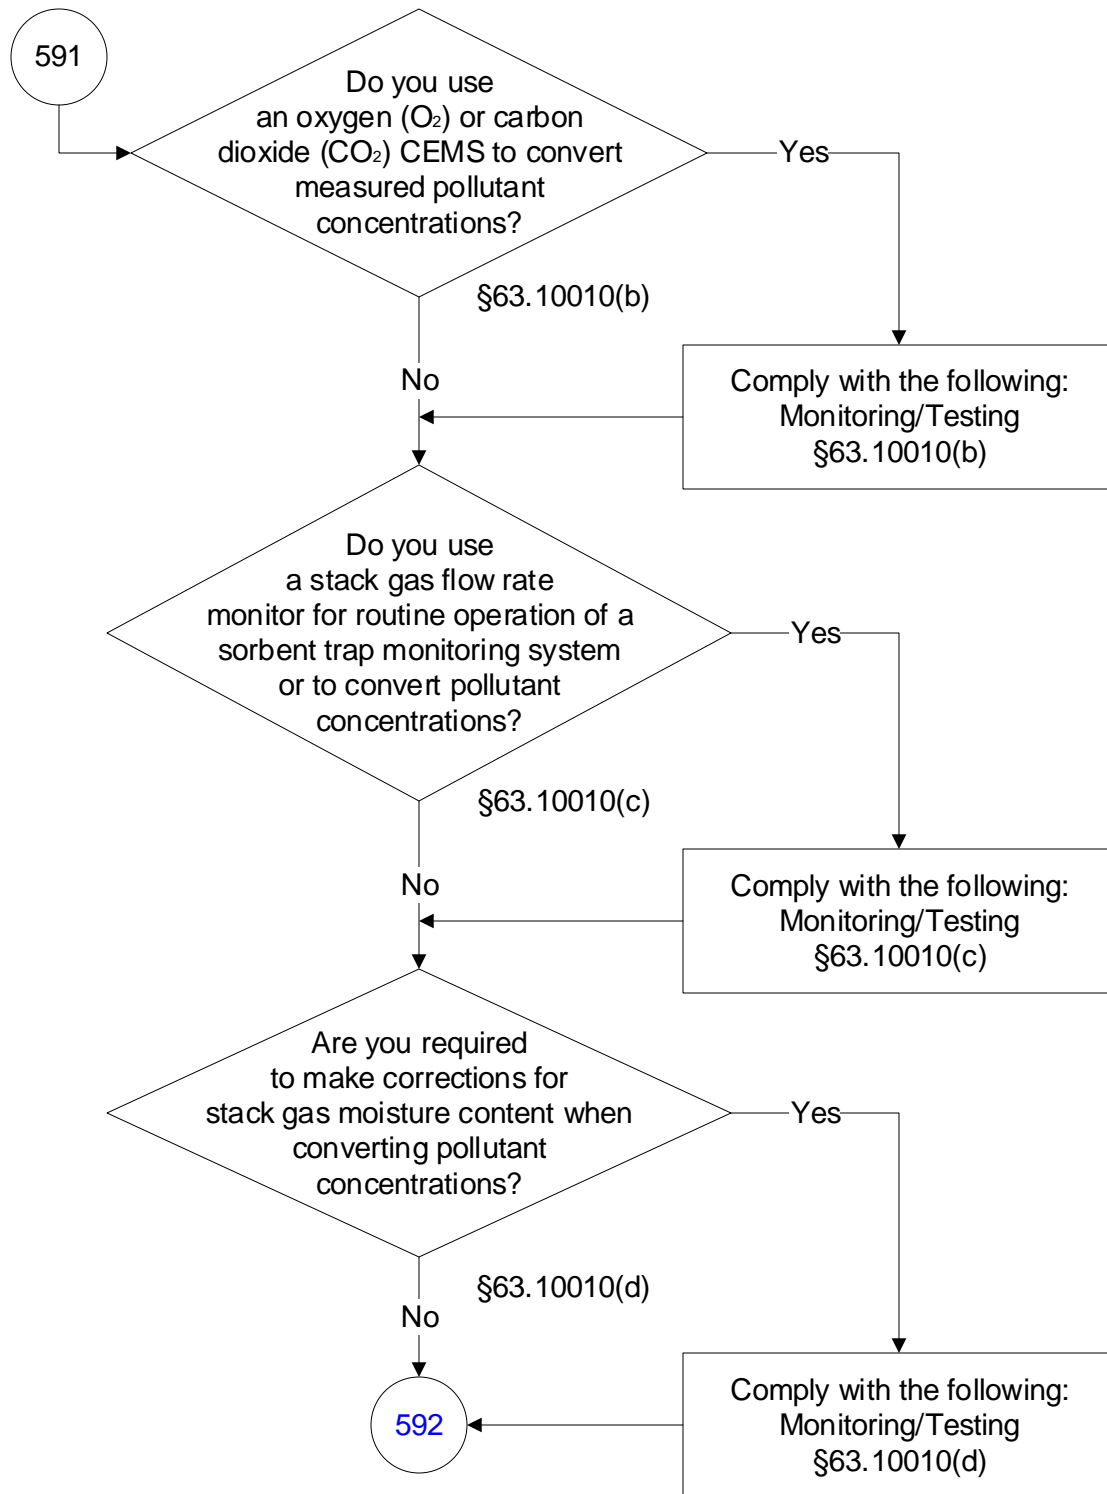 591
Do you use
an oxygen (O₂) or carbon
dioxide (CO₂) CEMS to convert
measured pollutant
concentrations?
Yes
§63.10010(b)
No
Comply with the following:
Monitoring/Testing
§63.10010(b)
Do you use
a stack gas flow rate
monitor for routine operation of a
sorbent trap monitoring system
or to convert pollutant
concentrations?
Yes
§63.10010(c)
No
Comply with the following:
Monitoring/Testing
§63.10010(c)
Are you required
to make corrections for
stack gas moisture content when
converting pollutant
concentrations?
Yes
§63.10010(d)
No
Comply with the following:
Monitoring/Testing
§63.10010(d)
592